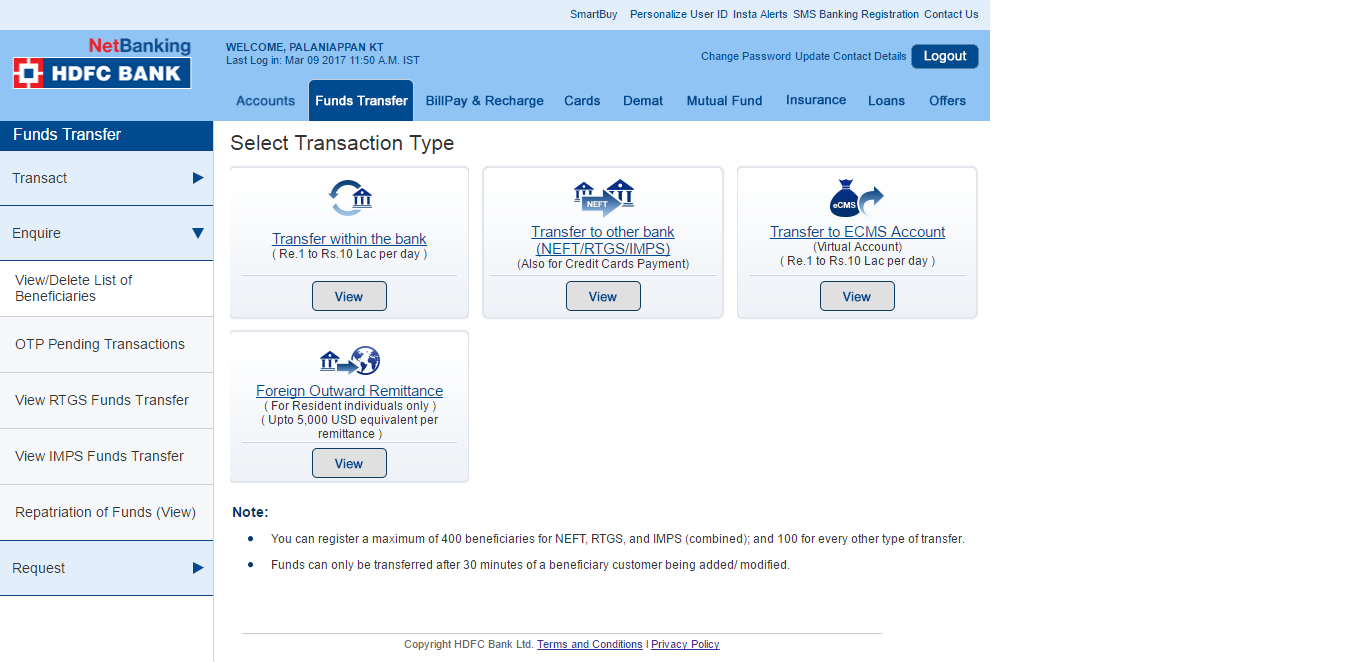 SmartBuy Personalize User ID Insta Alerts SMS Banking Registration Contact Us
NetBanking
HDFC BANK
WELCOME, PALANIAPPAN KT
Last Log in: Mar 09 2017 11:50 A.M. IST
Change Password Update Contact Details Logout
Accounts Funds Transfer BillPay & Recharge Cards Demat Mutual Fund Insurance Loans Offers
Funds Transfer
Transact
Enquire
View/Delete List of
Beneficiaries
OTP Pending Transactions
View RTGS Funds Transfer
View IMPS Funds Transfer
Repatriation of Funds (View)
Request
Select Transaction Type
Transfer within the bank
( Re.1 to Rs.10 Lac per day )
View
NEFT
Transfer to other bank
(NEFT/RTGS/IMPS)
(Also for Credit Cards Payment)
View
eCMS
Transfer to ECMS Account
(Virtual Account)
( Re.1 to Rs.10 Lac per day )
View
Foreign Outward Remittance
( For Resident individuals only )
( Upto 5,000 USD equivalent per
remittance )
View
Note:
You can register a maximum of 400 beneficiaries for NEFT, RTGS, and IMPS (combined); and 100 for every other type of transfer.
Funds can only be transferred after 30 minutes of a beneficiary customer being added/ modified.
Copyright HDFC Bank Ltd. Terms and Conditions | Privacy Policy